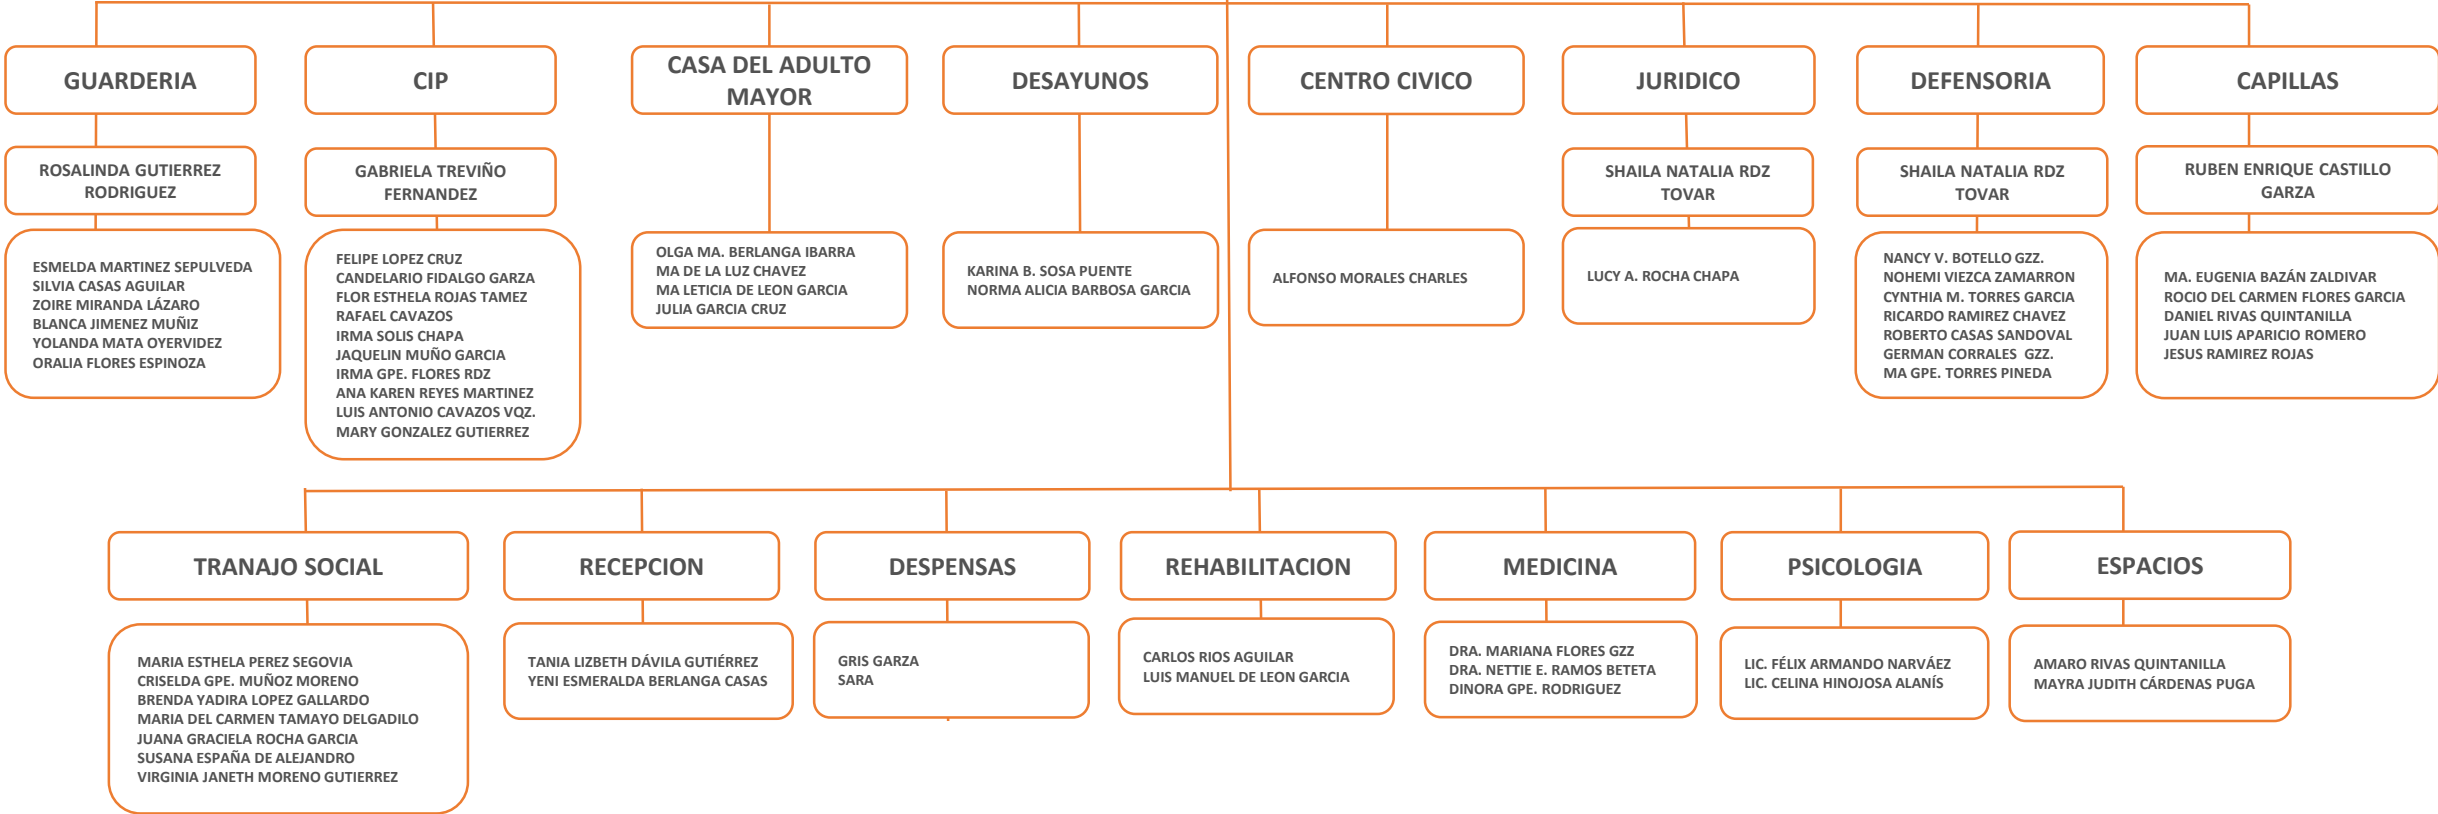 GUARDERIA
ROSALINDA GUTIERREZ
RODRIGUEZ
ESMELDA MARTINEZ SEPULVEDA
SILVIA CASAS AGUILAR
ZOIRE MIRANDA LÁZARO
BLANCA JIMENEZ MUÑIZ
YOLANDA MATA OYERVIDEZ
ORALIA FLORES ESPINOZA
CIP
GABRIELA TREVIÑO
FERNANDEZ
FELIPE LOPEZ CRUZ
CANDELARIO FIDALGO GARZA
FLOR ESTHELA ROJAS TAMEZ
RAFAEL CAVAZOS
IRMA SOLIS CHAPA
JAQUELIN MUÑO GARCIA
IRMA GPE. FLORES RDZ
ANA KAREN REYES MARTINEZ
LUIS ANTONIO CAVAZOS VQZ.
MARY GONZALEZ GUTIERREZ
CASA DEL ADULTO
MAYOR
OLGA MA. BERLANGA IBARRA
MA DE LA LUZ CHAVEZ
MA LETICIA DE LEON GARCIA
JULIA GARCIA CRUZ
DESAYUNOS
KARINA B. SOSA PUENTE
NORMA ALICIA BARBOSA GARCIA
CENTRO CIVICO
ALFONSO MORALES CHARLES
JURIDICO
SHAILA NATALIA RDZ
TOVAR
LUCY A. ROCHA CHAPA
DEFENSORIA
SHAILA NATALIA RDZ
TOVAR
NANCY V. BOTELLO GZZ.
NOHEMI VIEZCA ZAMARRON
CYNTHIA M. TORRES GARCIA
RICARDO RAMIREZ CHAVEZ
ROBERTO CASAS SANDOVAL
GERMAN CORRALES GZZ.
MA GPE. TORRES PINEDA
CAPILLAS
RUBEN ENRIQUE CASTILLO
GARZA
MA. EUGENIA BAZÁN ZALDIVAR
ROCIO DEL CARMEN FLORES GARCIA
DANIEL RIVAS QUINTANILLA
JUAN LUIS APARICIO ROMERO
JESUS RAMIREZ ROJAS
TRANAJO SOCIAL
MARIA ESTHELA PEREZ SEGOVIA
CRISELDA GPE. MUÑOZ MORENO
BRENDA YADIRA LOPEZ GALLARDO
MARIA DEL CARMEN TAMAYO DELGADILO
JUANA GRACIELA ROCHA GARCIA
SUSANA ESPAÑA DE ALEJANDRO
VIRGINIA JANETH MORENO GUTIERREZ
RECEPCION
TANIA LIZBETH DÁVILA GUTIÉRREZ
YENI ESMERALDA BERLANGA CASAS
DESPENSAS
GRIS GARZA
SARA
REHABILITACION
CARLOS RIOS AGUILAR
LUIS MANUEL DE LEON GARCIA
MEDICINA
DRA. MARIANA FLORES GZZ
DRA. NETTIE E. RAMOS BETETA
DINORA GPE. RODRIGUEZ
PSICOLOGIA
LIC. FÉLIX ARMANDO NARVÁEZ
LIC. CELINA HINOJOSA ALANÍS
ESPACIOS
AMARO RIVAS QUINTANILLA
MAYRA JUDITH CÁRDENAS PUGA